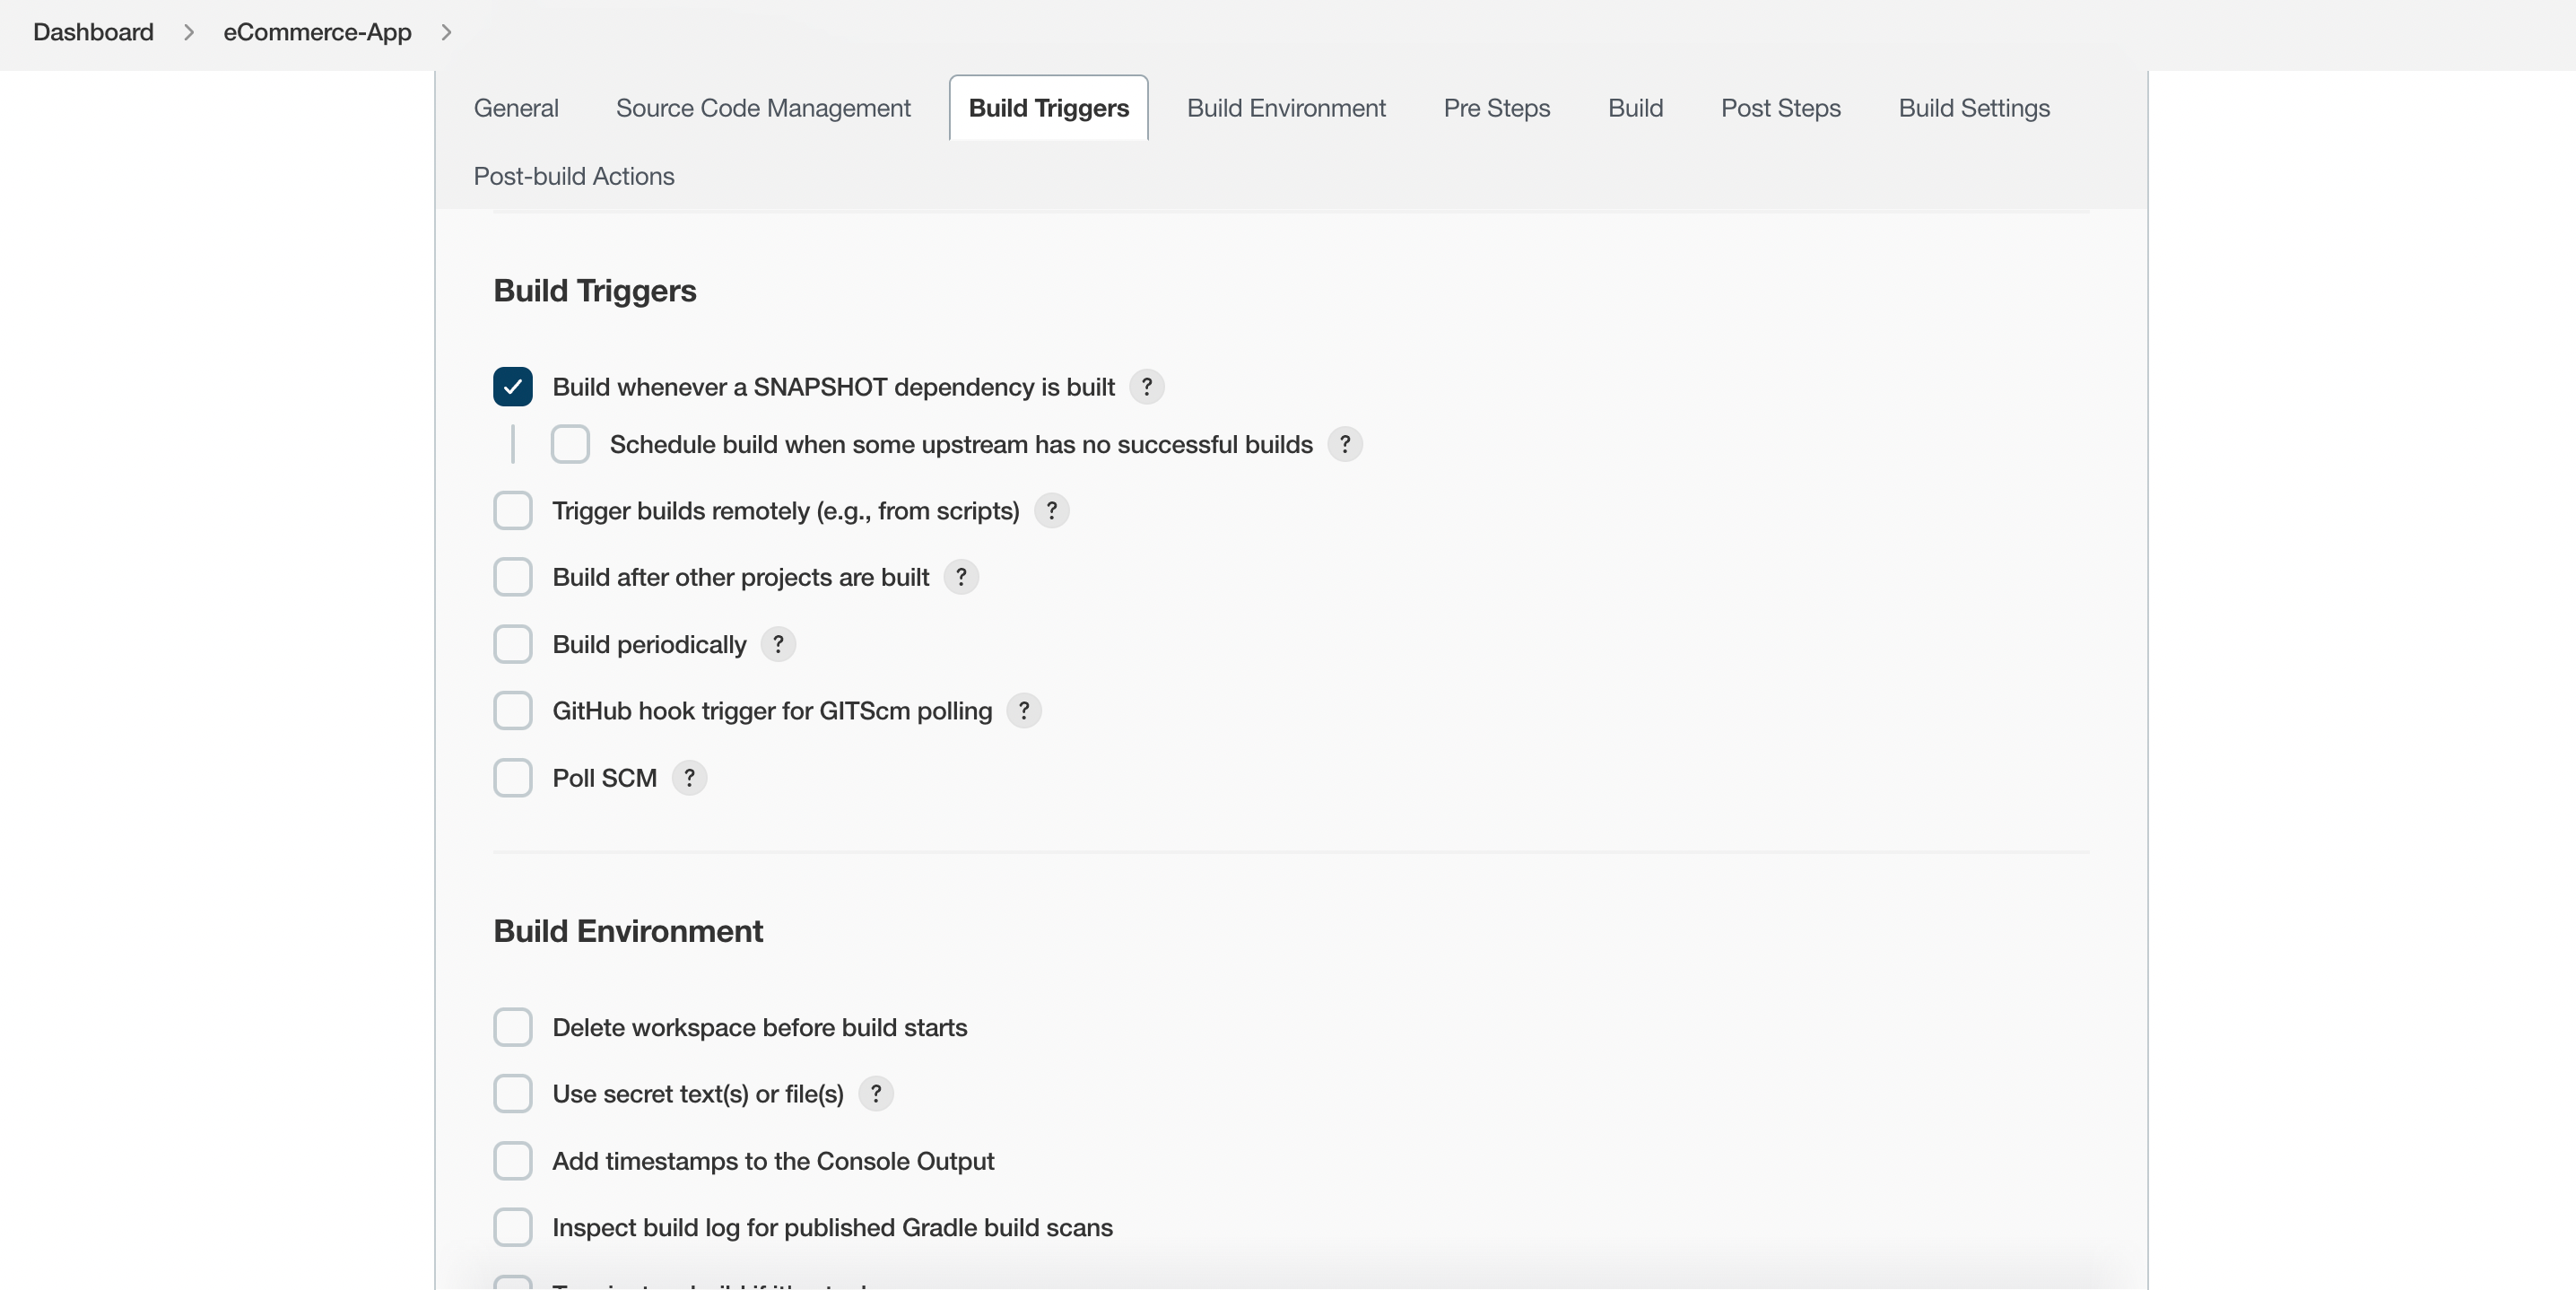 Dashboard > eCommerce-App >
General Source Code Management Build Triggers Build Environment Pre Steps Build Post Steps Build Settings
Post-build Actions
Build Triggers
Build whenever a SNAPSHOT dependency is built ?
Schedule build when some upstream has no successful builds ?
Trigger builds remotely (e.g., from scripts) ?
Build after other projects are built ?
Build periodically ?
GitHub hook trigger for GITScm polling ?
Poll SCM ?
Build Environment
Delete workspace before build starts
Use secret text(s) or file(s) ?
Add timestamps to the Console Output
Inspect build log for published Gradle build scans